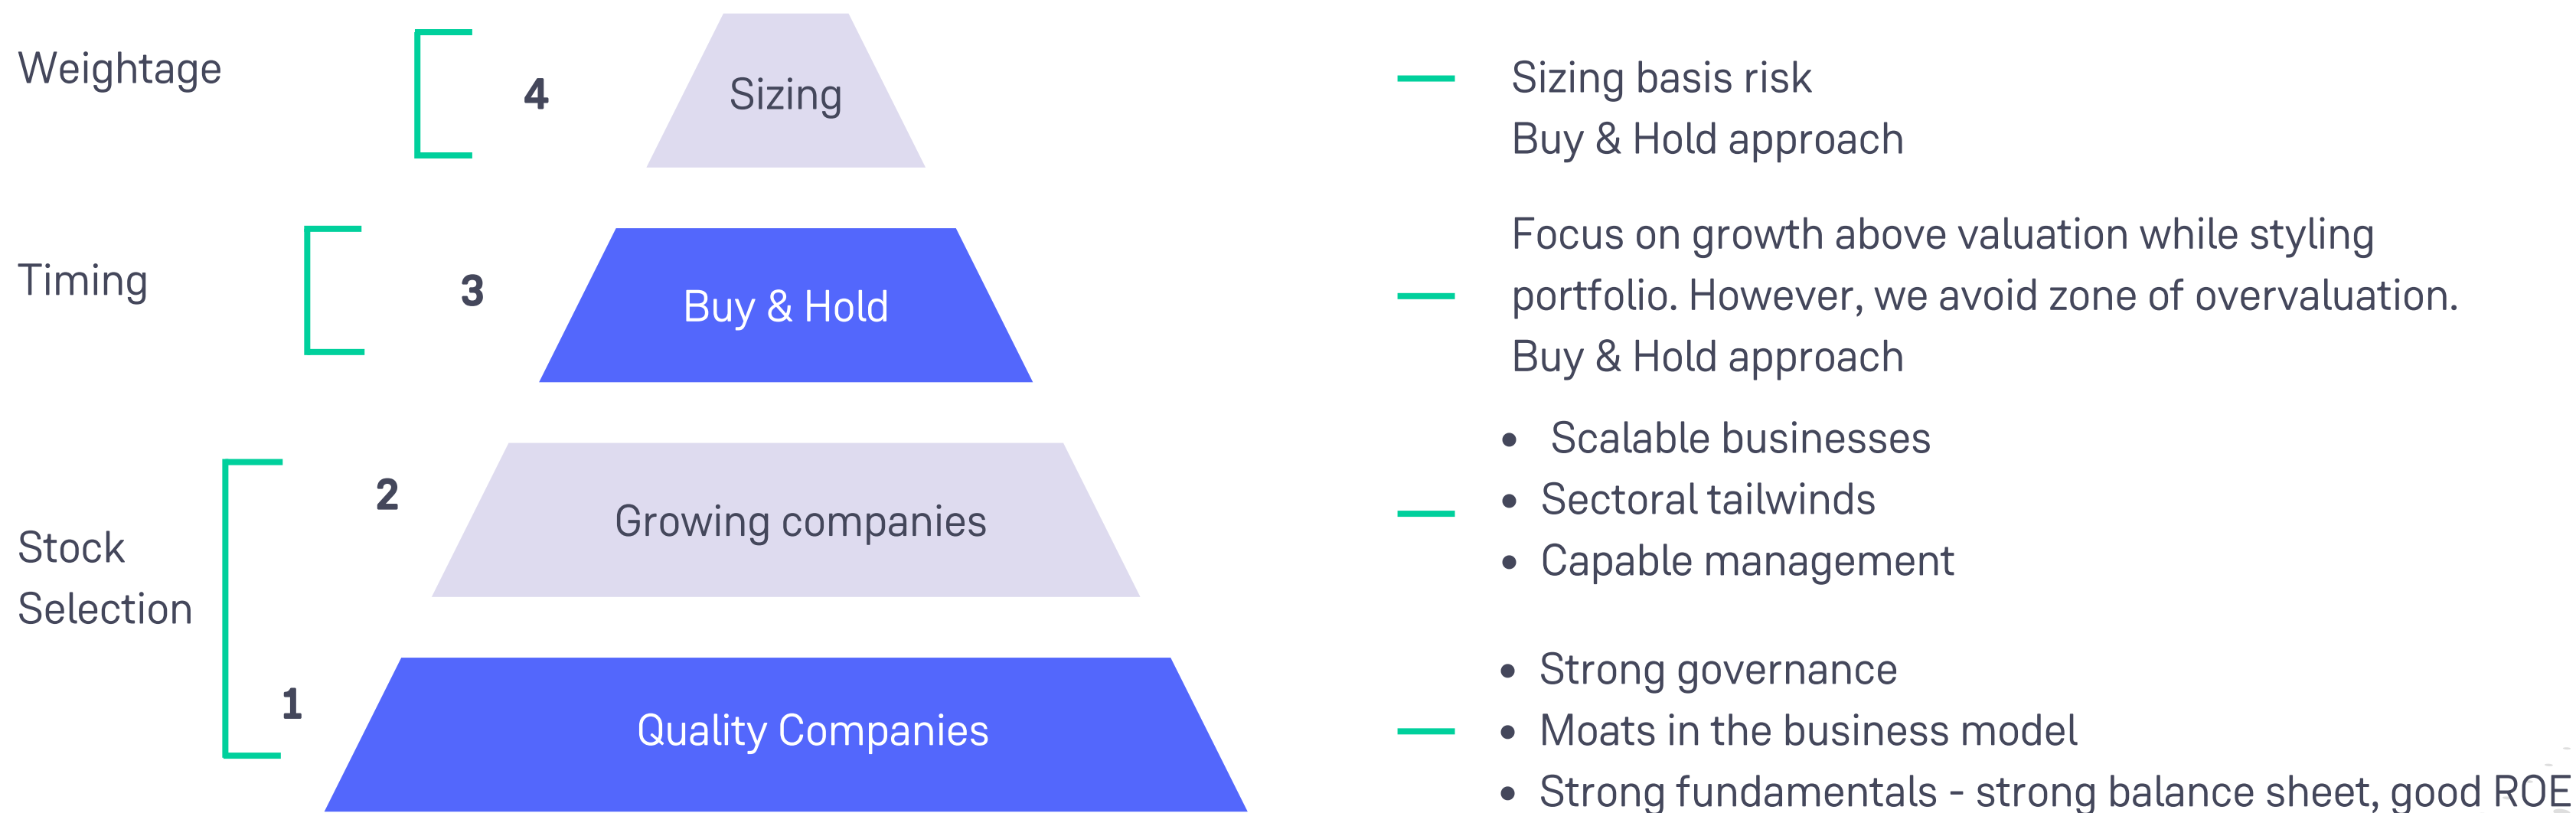 Weightage
4
Sizing
Sizing basis risk
Buy & Hold approach
Timing
3
Buy & Hold
Focus on growth above valuation while styling
portfolio. However, we avoid zone of overvaluation.
Buy & Hold approach
Stock
Selection
2
Growing companies
• Scalable businesses
• Sectoral tailwinds
• Capable management
1
Quality Companies
• Strong governance
• Moats in the business model
• Strong fundamentals - strong balance sheet, good ROE